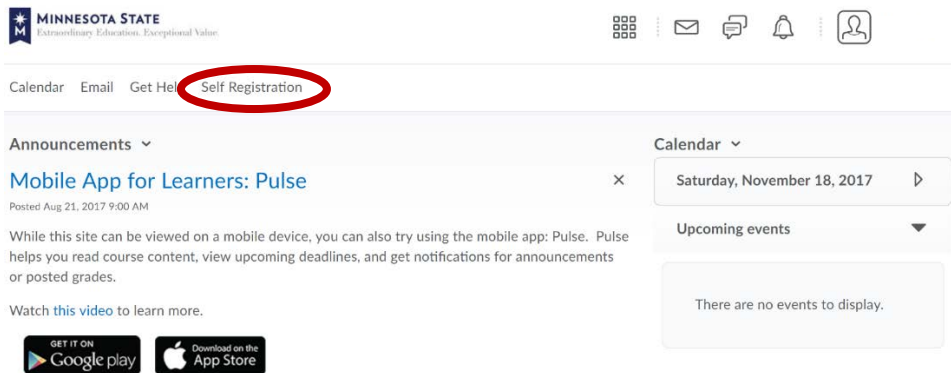 MINNESOTA STATE
Extraordinary Education. Exceptional Value.
Calendar Email Get Hel Self Registration
Announcements
Mobile App for Learners: Pulse
Posted Aug 21, 2017 9:00 AM
While this site can be viewed on a mobile device, you can also try using the mobile app: Pulse. Pulse
helps you read course content, view upcoming deadlines, and get notifications for announcements
or posted grades.
Watch this video to learn more.
GET IT ON
Google play
Download on the
App Store
Calendar
Saturday, November 18, 2017
Upcoming events
There are no events to display.